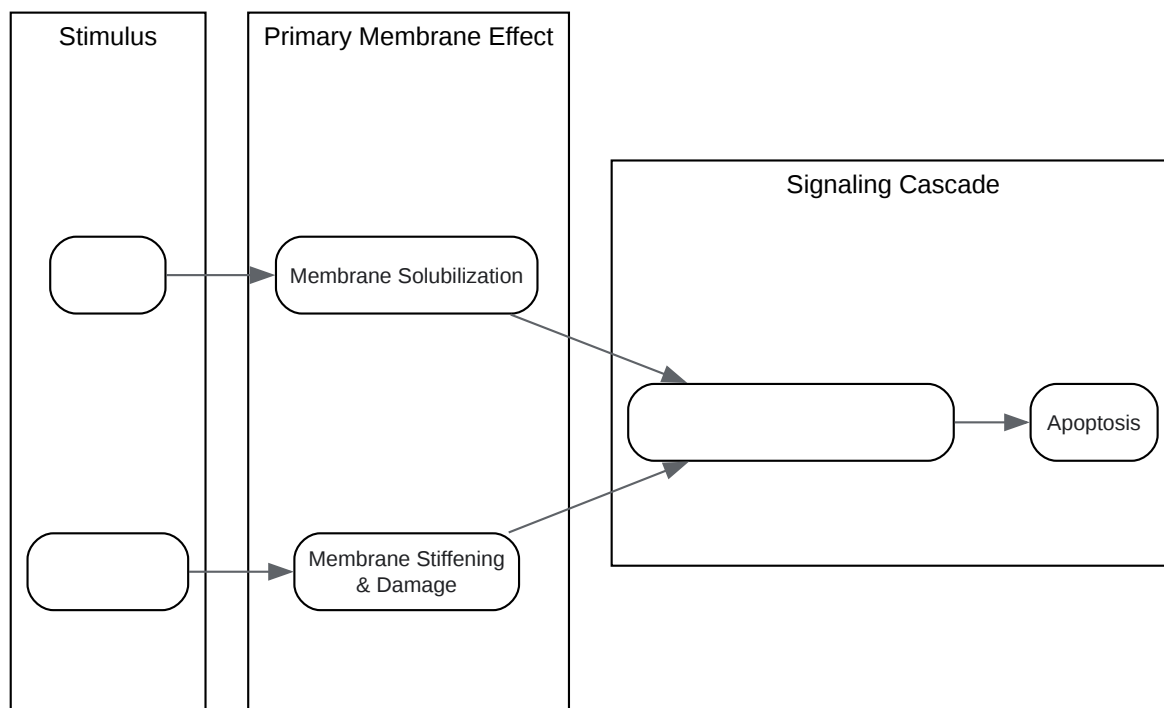 Stimulus
Primary Membrane Effect
Signaling Cascade
Membrane Solubilization
Apoptosis
Membrane Stiffening
& Damage